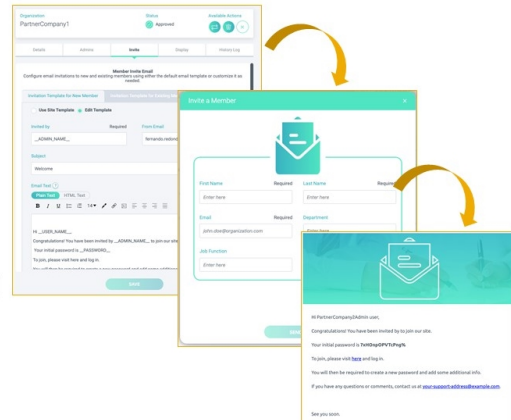 Organization
PartnerCompany1
Status
Approved
Available Actions
Details
Admins
Invite
Display
History Log
Member Invite Email
Configure email invitations to new and existing members using either the default email template or customize it as
needed.
Invitation Template for New Member
Use Site Template
Edit Template
Invited by
Required
From Email
__ADMIN_NAME__
Subject
Welcome
Email Text
Plain Text
HTML Text
B I U
14
Hi __USER_NAME__
Congratulations! You have been invited by __ADMIN_NAME__ to join our site
Your initial password is __PASSWORD__
To join, please visit here and log in.
SAVE
Invite a Member
First Name
Required
Last Name
Enter here
Enter here
Email
Required
Department
John.doe@organization.com
Enter here
Job Function
Enter here
Hi PartnerCompany2Admin user,
Congratulations! You have been invited by to join our site.
To join, please visit here and log in.
You will then be required to create a new password and add some additional info.
If you have any questions or comments, contact us at your-support-address@example.com.
See you soon.